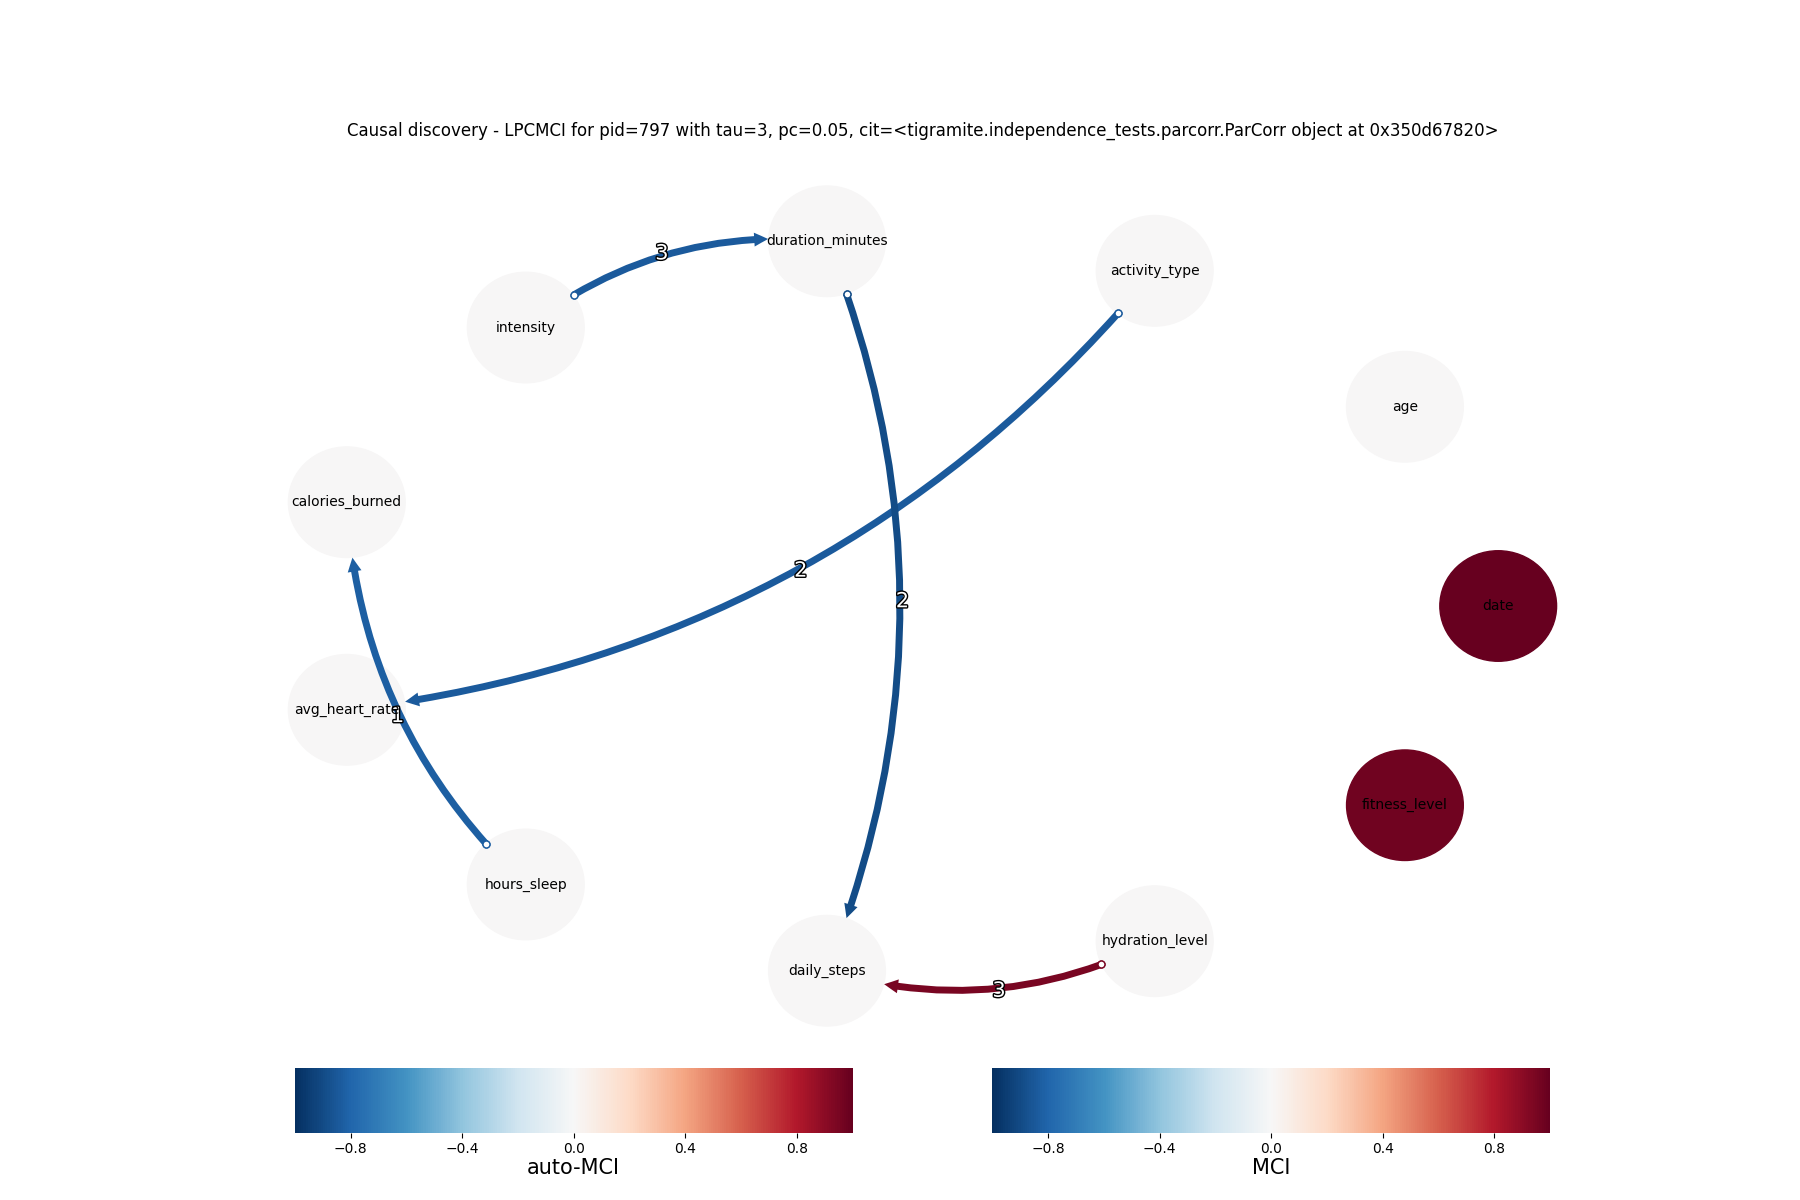 Causal discovery - LPCMCI for pid=797 with tau=3, pc=0.05, cit=<tigramite.independence_tests.parcorr.ParCorr object at 0x350d67820>
duration_minutes
3
activity_type
intensity
age
calories_burned
2
2
date
avg_heart_rate
1
fitness_level
hours_sleep
hydration_level
daily_steps
3
−0.8 −0.4 0.0 0.4 0.8
auto-MCI
−0.8 −0.4 0.0 0.4 0.8
MCI